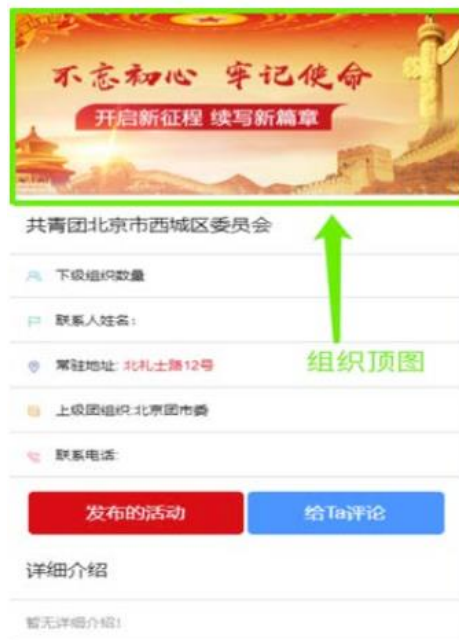 不忘初心 牢记使命
开启新征程 续写新篇章
共青团北京市西城区委员会
下级组织数量
联系人姓名：
组织顶图
常驻地址: 北礼士路12号
上级团组织:北京团市委
联系电话:
发布的活动 给Ta评论
详细介绍
暂无详细介绍!